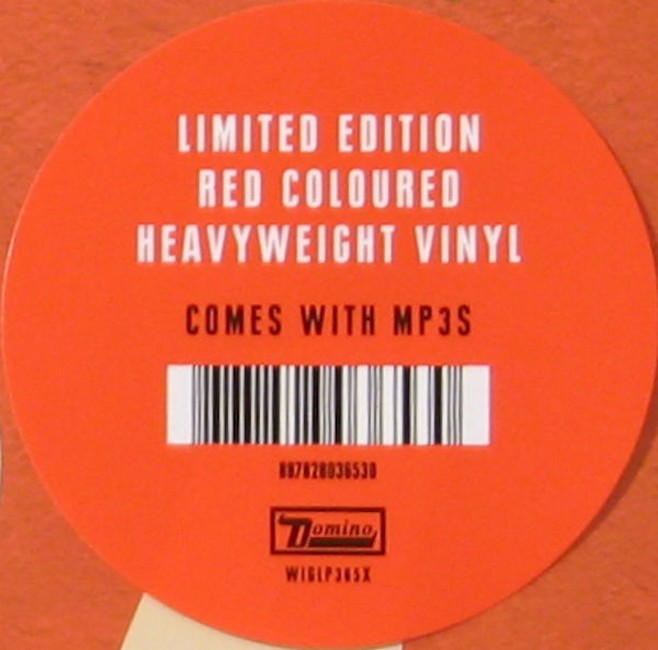 LIMITED EDITION
RED COLOURED
HEAVYWEIGHT VINYL
COMES WITH MP3S
887828036530
Domino
WIGLP365X